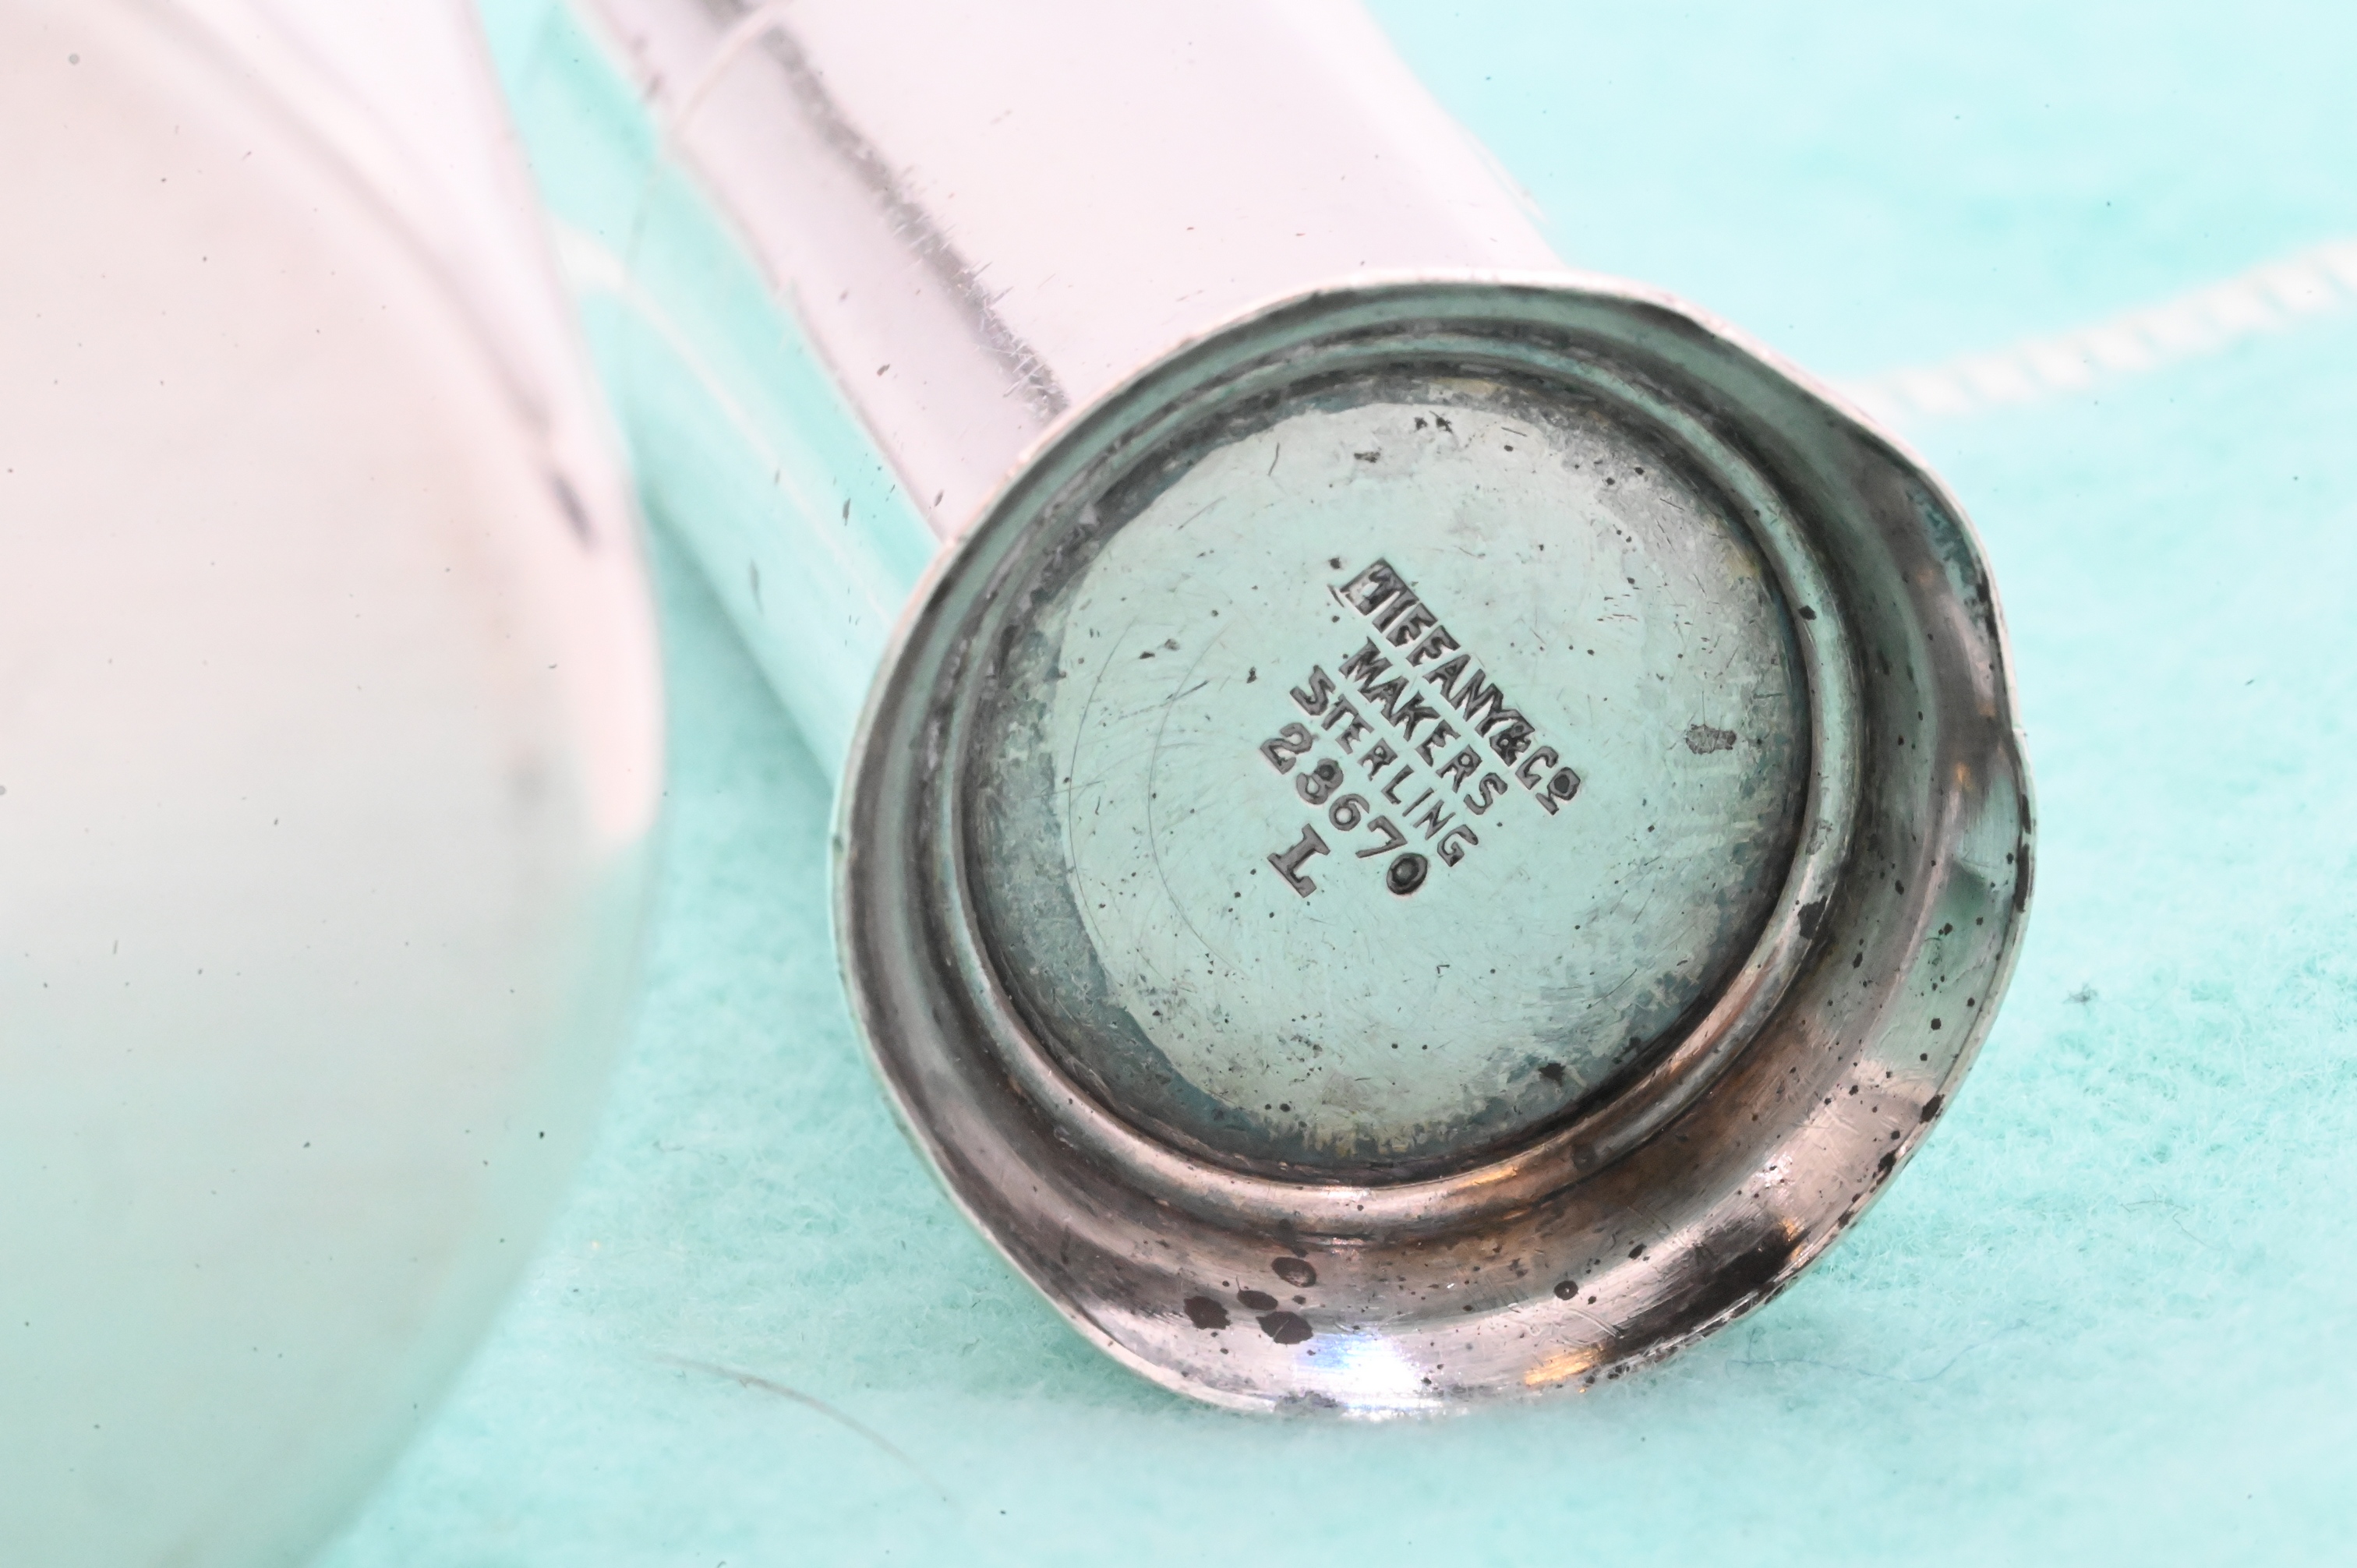 TIFFANY & CO
MAKERS
STERLING
23670
L